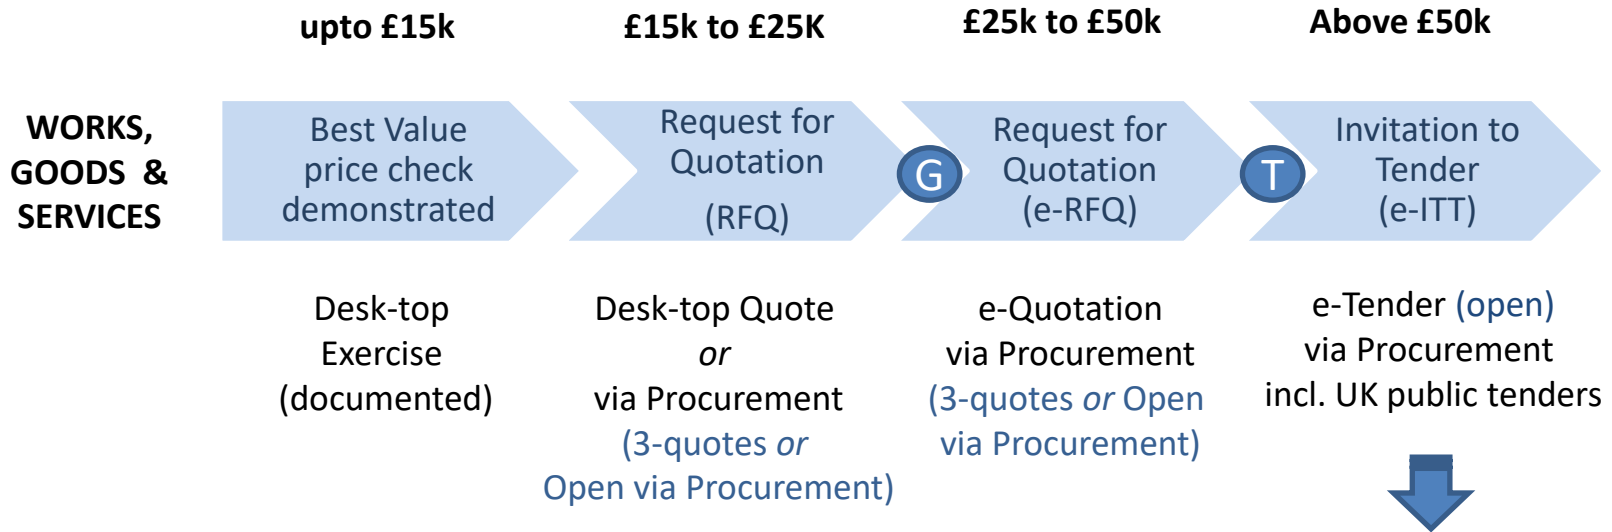 upto £15k
£15k to £25K
£25k to £50k
Above £50k
WORKS,
GOODS &
SERVICES
Best Value
price check
demonstrated
Request for
Quotation
(RFQ)
G
Request for
Quotation
(e-RFQ)
T
Invitation to
Tender
(e-ITT)
Desk-top
Exercise
(documented)
Desk-top Quote
or
via Procurement
(3-quotes or
Open via Procurement)
e-Quotation
via Procurement
(3-quotes or Open
via Procurement)
e-Tender (open)
via Procurement
incl. UK public tenders